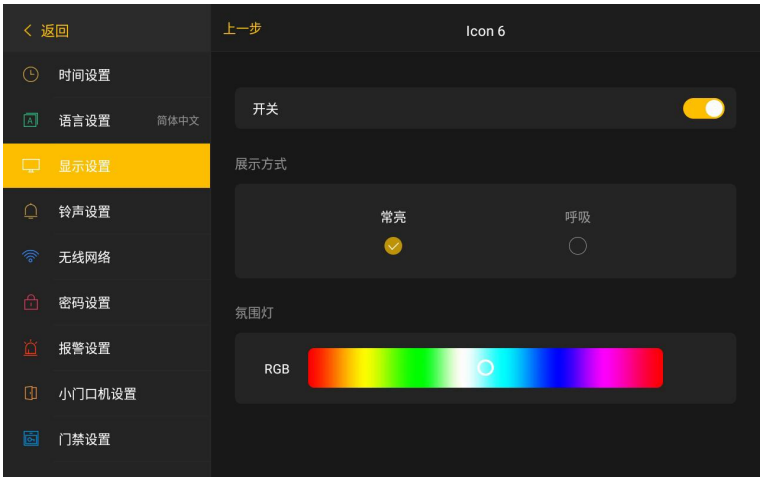 返回
时间设置
语言设置 简体中文
显示设置
铃声设置
无线网络
密码设置
报警设置
小门口机设置
门禁设置
上一步 Icon 6
开关
展示方式
常亮 呼吸
氛围灯
RGB